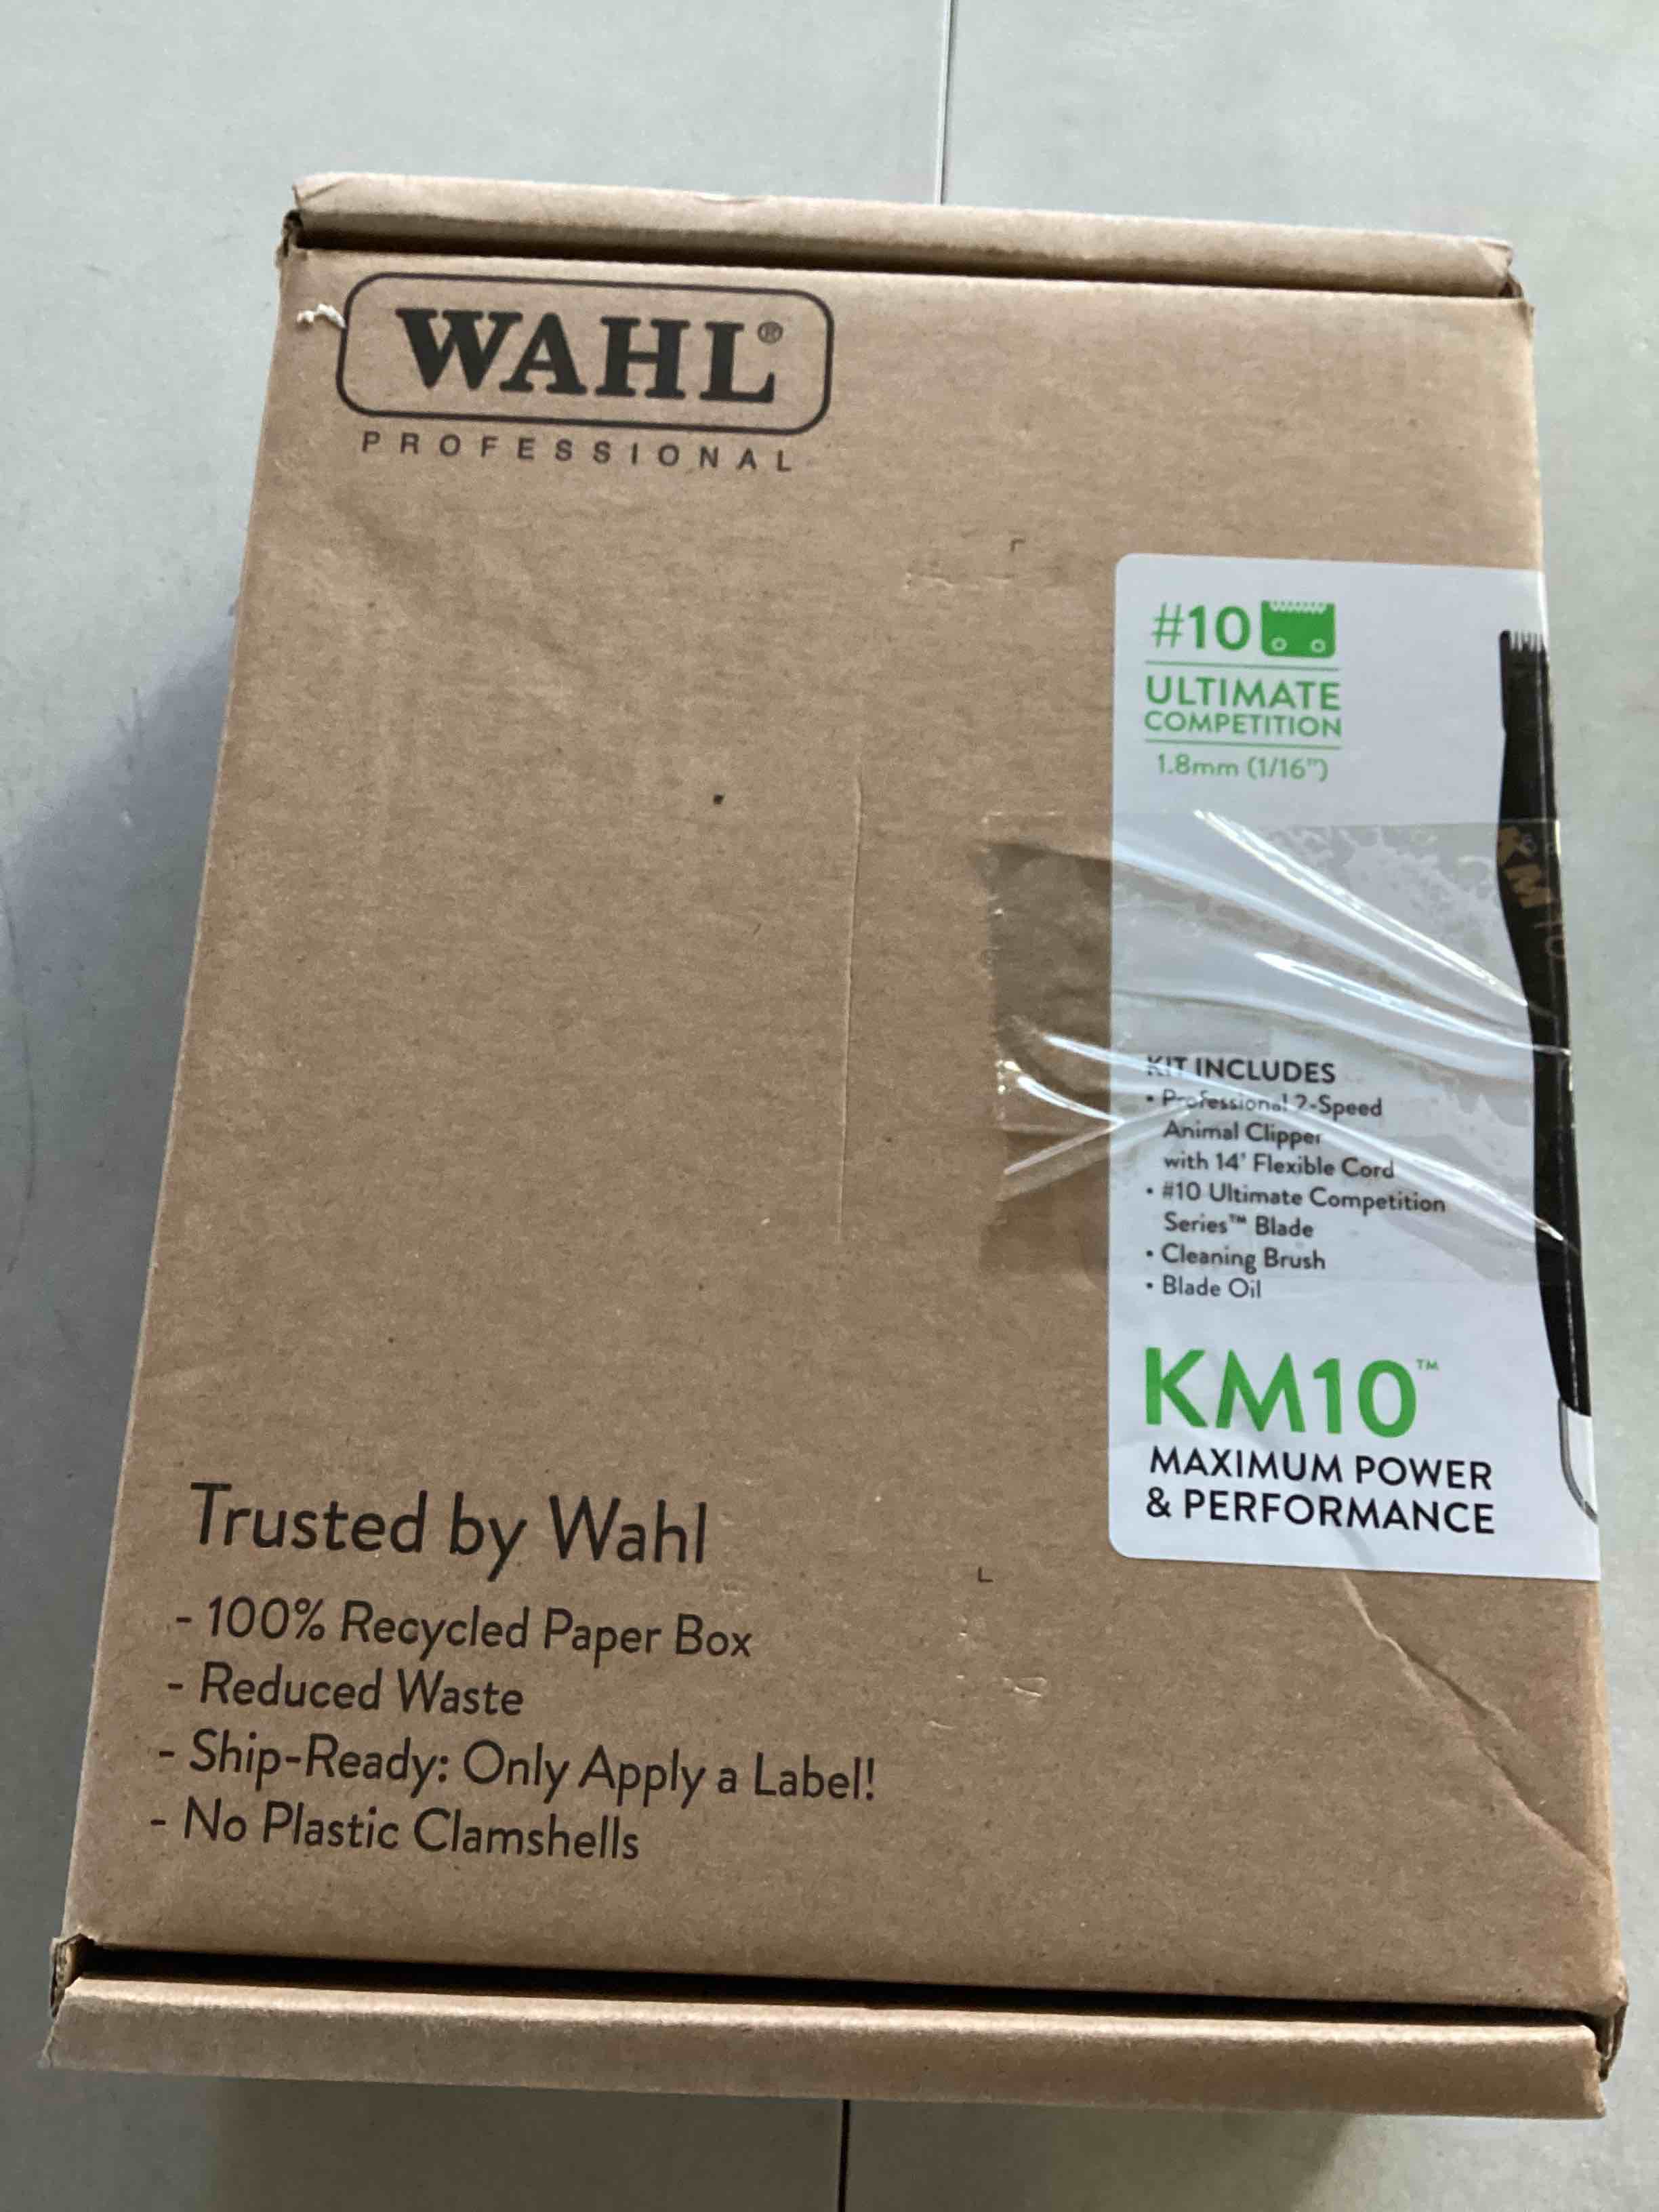 WAHL®
PROFESSIONAL
#10
ULTIMATE
COMPETITION
1.8mm (1/16")
KM10
KIT INCLUDES
• Professional 2-Speed
Animal Clipper
with 14' Flexible Cord
• #10 Ultimate Competition
Series™ Blade
• Cleaning Brush
• Blade Oil
KM10™
MAXIMUM POWER
& PERFORMANCE
Trusted by Wahl
- 100% Recycled Paper Box
- Reduced Waste
- Ship-Ready: Only Apply a Label!
- No Plastic Clamshells